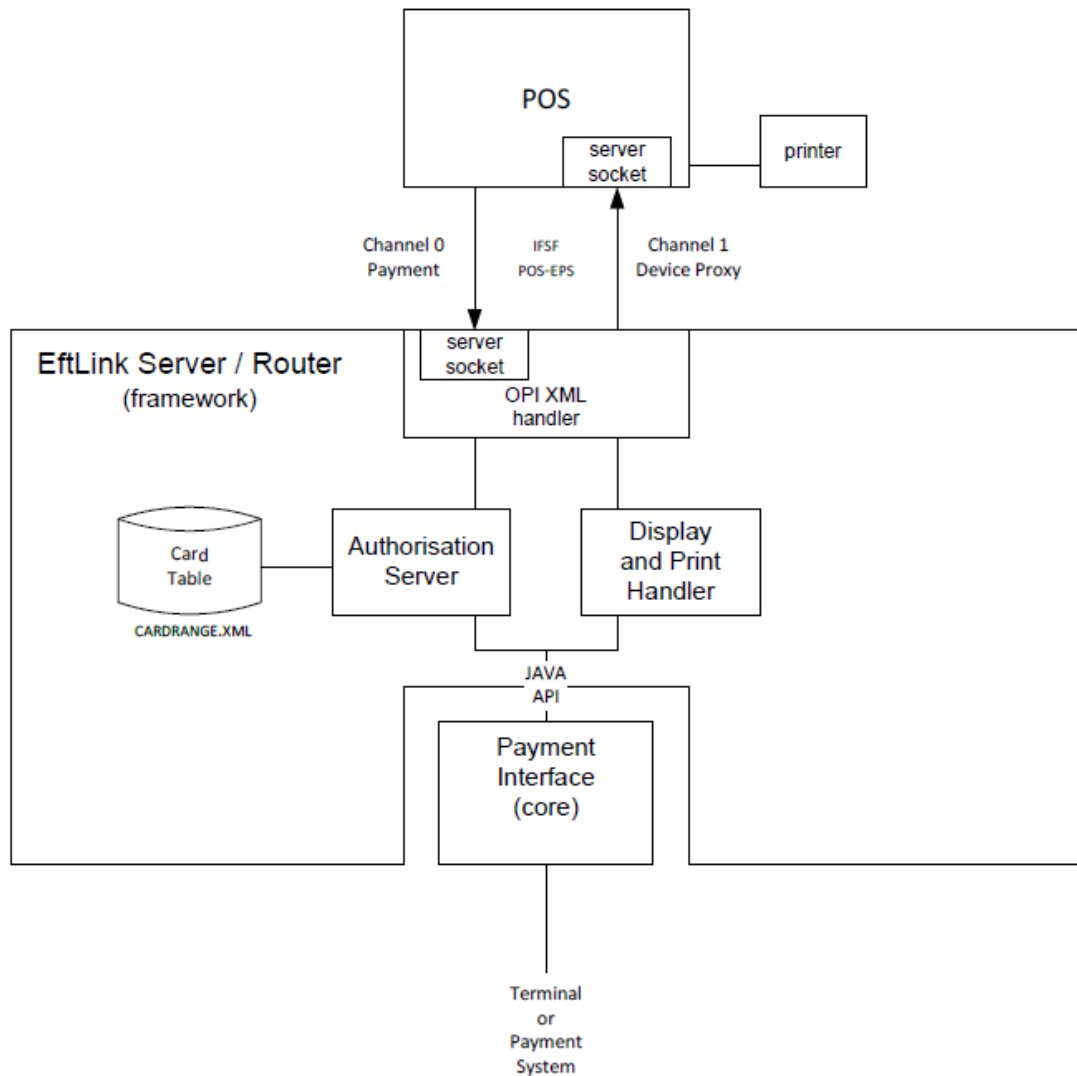 POS
server
socket
printer
Channel 0
Payment
IFSF
POS-EPS
Channel 1
Device Proxy
EftLink Server / Router
(framework)
server
socket
OPI XML
handler
Card
Table
CARDRANGE.XML
Authorisation
Server
Display
and Print
Handler
JAVA
API
Payment
Interface
(core)
Terminal
or
Payment
System